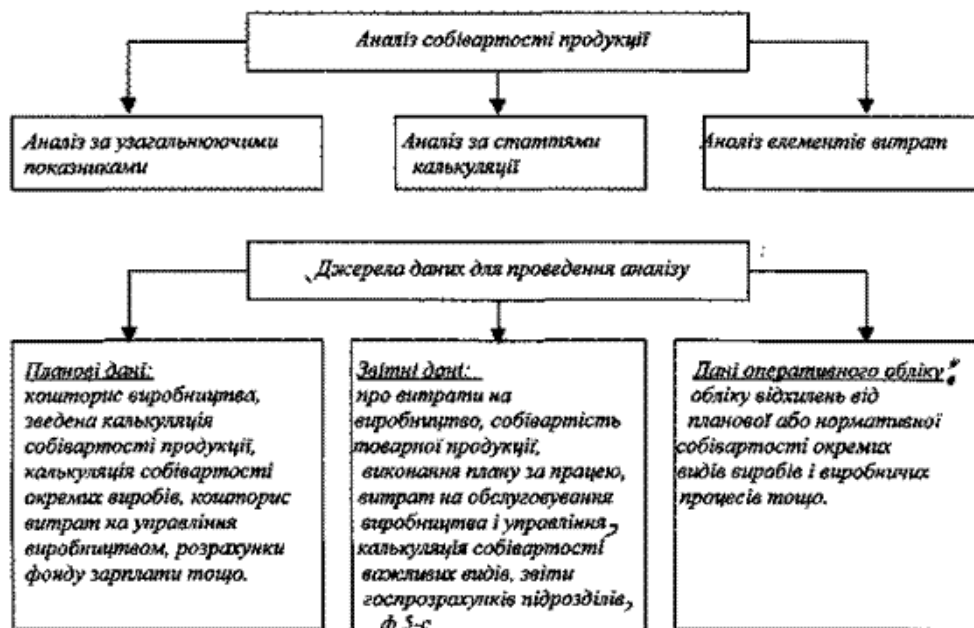 Аналіз собівартості продукції
Аналіз за узагальнюючими
показниками
Аналіз за статтями
калькуляції
Аналіз елементів витрат
Джерела даних для проведення аналізу
Планові дані:
кошторис виробництва,
зведена калькуляція
собівартості продукції,
калькуляція собівартості
окремих виробів, кошторис
витрат на управління
виробництвом, розрахунки
фонду зарплати тощо.
Звітні дані:
про витрати на
виробництво, собівартість
товарної продукції,
виконання плану за працею,
витрат на обслуговування
виробництва і управління,
калькуляція собівартості
важливих видів, звіти
госпрозрахунків підрозділів,
ф.5-с
Дані оперативного обліку:
обліку відхилень від
планової або нормативної
собівартості окремих
видів виробів і виробничих
процесів тощо.